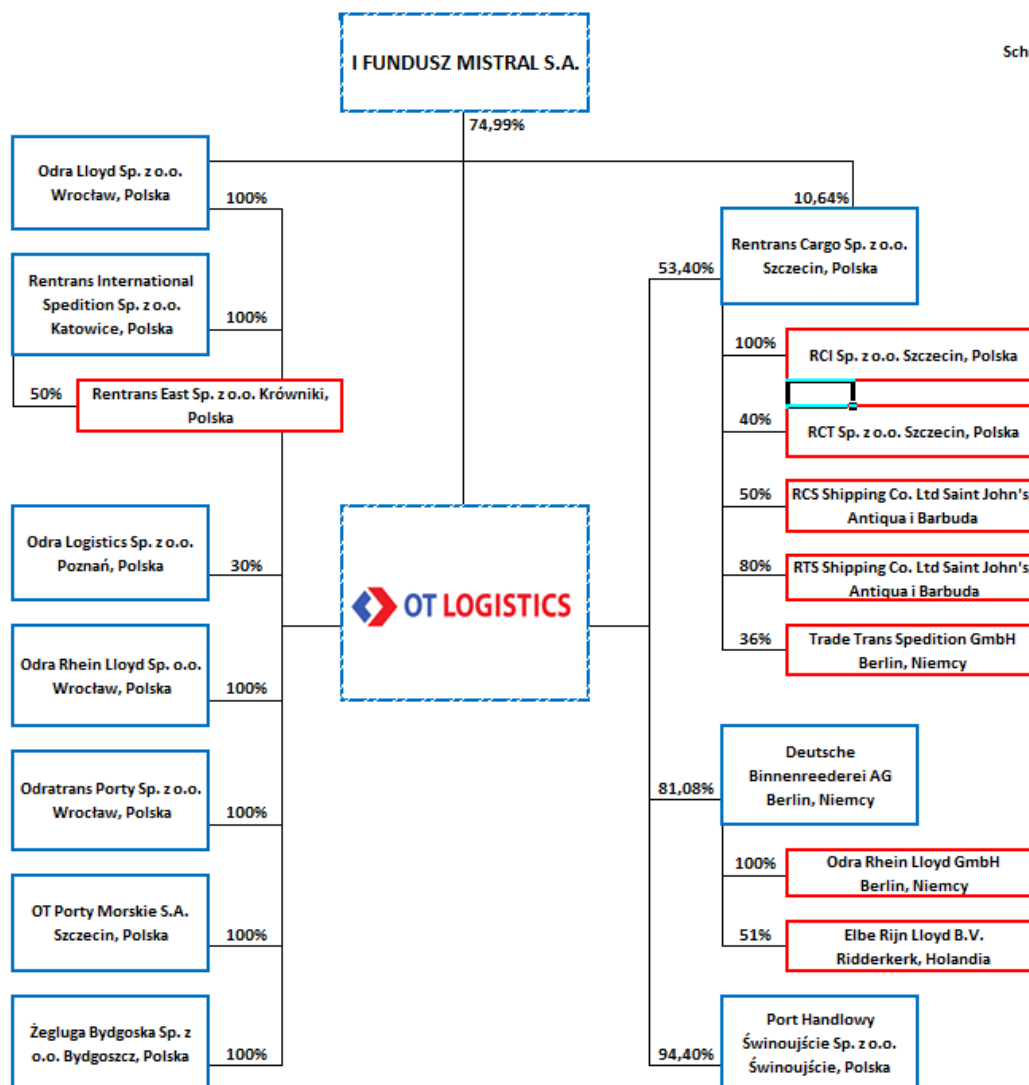 I FUNDUSZ MISTRAL S.A.
Sch
74,99%
Odra Lloyd Sp. z o.o.
Wrocław, Polska
100%
10,64%
Rentrans Cargo Sp. z o.o.
Szczecin, Polska
53,40%
Rentrans International
Spedition Sp. z o.o.
Katowice, Polska
100%
50%
Rentrans East Sp. z o.o. Krówniki,
Polska
100%
RCI Sp. z o.o. Szczecin, Polska
40%
RCT Sp. z o.o. Szczecin, Polska
50%
RCS Shipping Co. Ltd Saint John's,
Antiqua i Barbuda
80%
RTS Shipping Co. Ltd Saint John's,
Antiqua i Barbuda
36%
Trade Trans Spedition GmbH
Berlin, Niemcy
Odra Logistics Sp. z o.o.
Poznań, Polska
30%
OT LOGISTICS
Odra Rhein Lloyd Sp. o.o.
Wrocław, Polska
100%
Odratrans Porty Sp. z o.o.
Wrocław, Polska
100%
Deutsche
Binnenreederei AG
Berlin, Niemcy
81,08%
100%
Odra Rhein Lloyd GmbH
Berlin, Niemcy
51%
Elbe Rijn Lloyd B.V.
Ridderkerk, Holandia
OT Porty Morskie S.A.
Szczecin, Polska
100%
Żegluga Bydgoska Sp. z
o.o. Bydgoszcz, Polska
100%
Port Handlowy
Świnoujście Sp. z o.o.
Świnoujście, Polska
94,40%